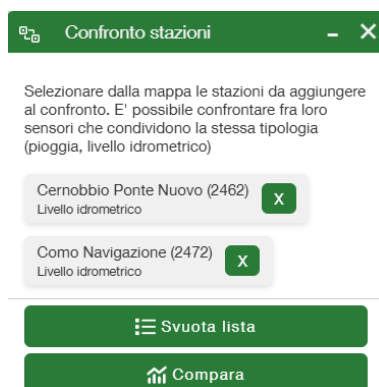 Confronto stazioni
Selezionare dalla mappa le stazioni da aggiungere
al confronto. E' possibile confrontare fra loro
sensori che condividono la stessa tipologia
(pioggia, livello idrometrico)
Cernobbio Ponte Nuovo (2462)
Livello idrometrico
X
Como Navigazione (2472)
Livello idrometrico
X
Svuota lista
Compara